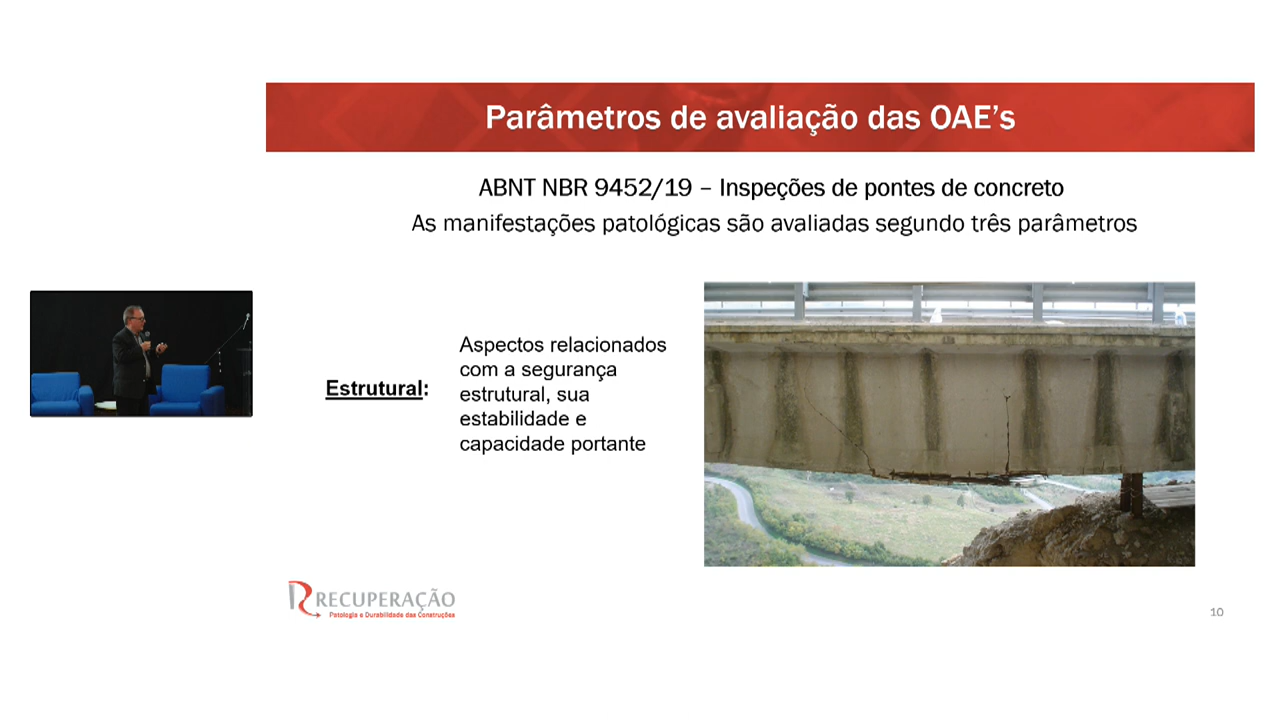 Parâmetros de avaliação das OAE's
ABNT NBR 9452/19 – Inspeções de pontes de concreto
As manifestações patológicas são avaliadas segundo três parâmetros
Estrutural:
Aspectos relacionados
com a segurança
estrutural, sua
estabilidade e
capacidade portante
RECUPERAÇÃO
Patologia e Durabilidade das Construções
10